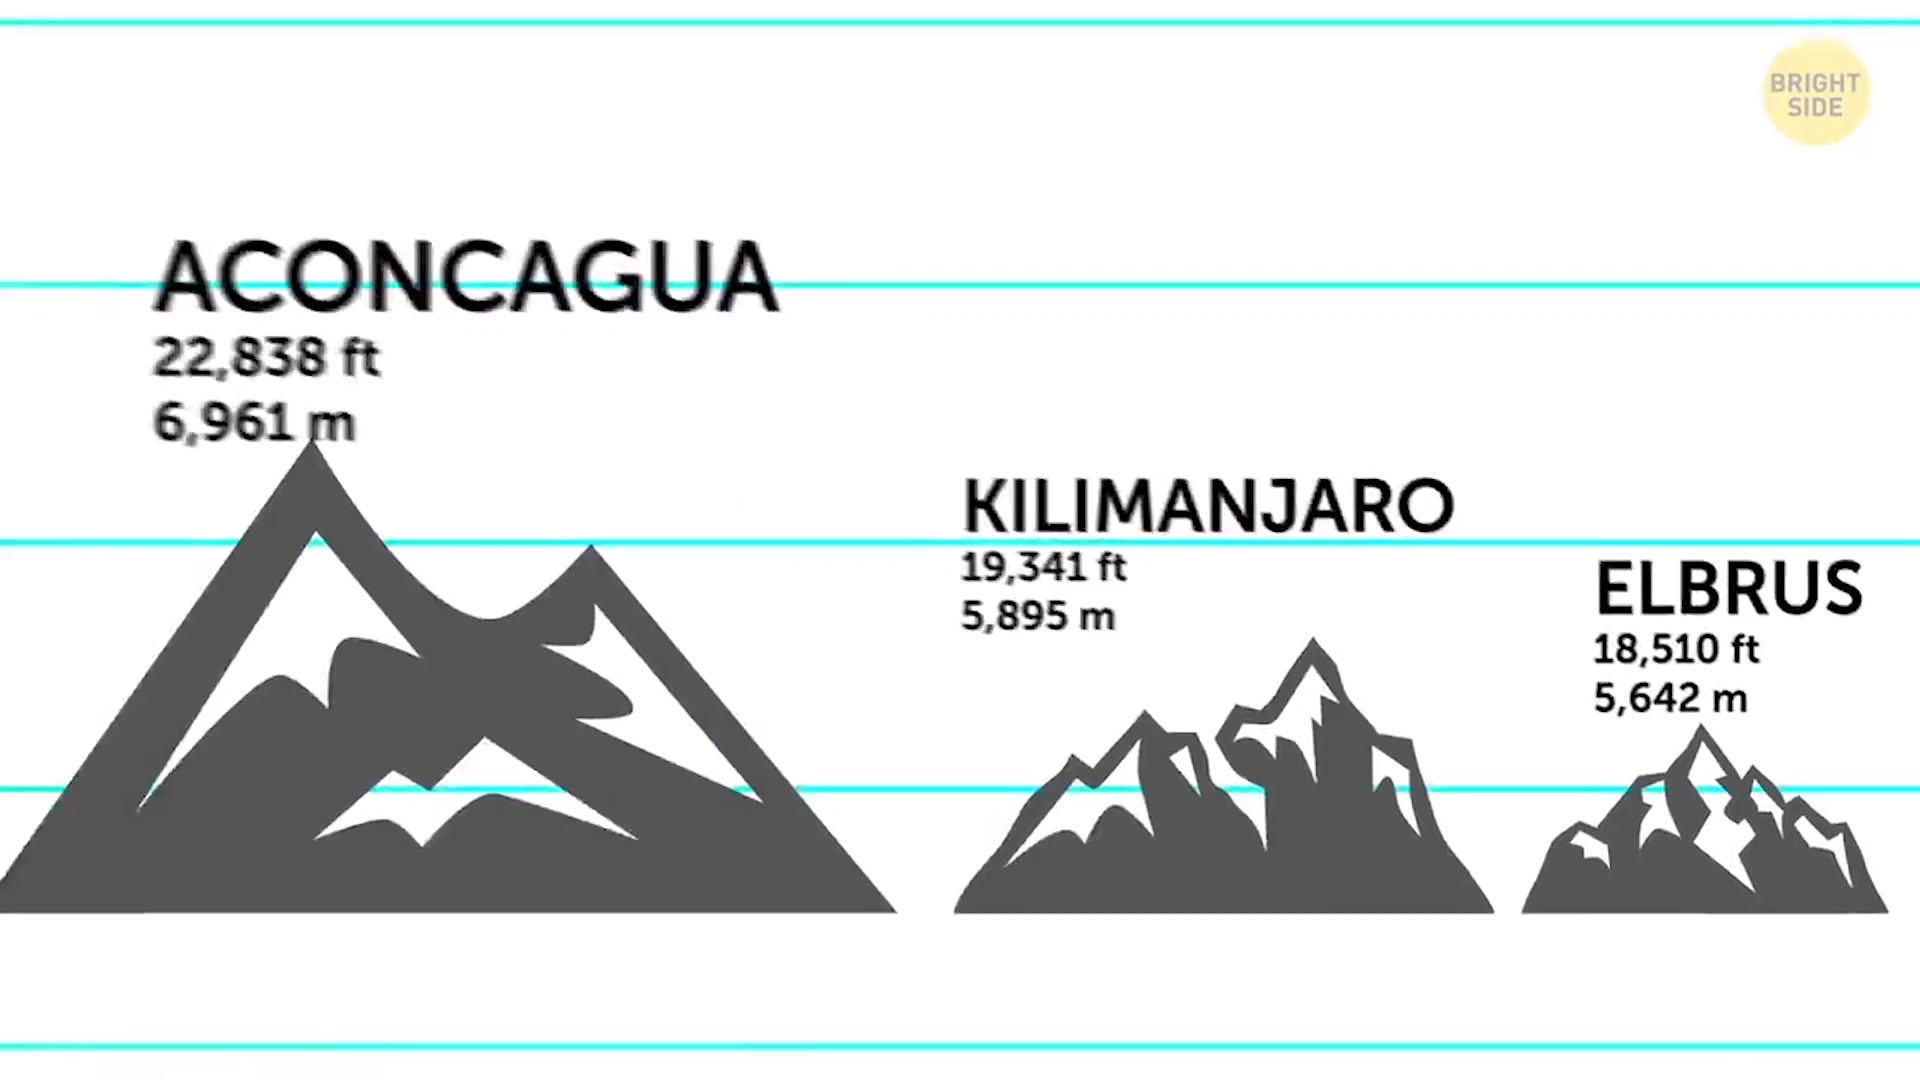 BRIGHT
SIDE
ACONCAGUA
22,838 ft
6,961 m
KILIMANJARO
19,341 ft
5,895 m
ELBRUS
18,510 ft
5,642 m